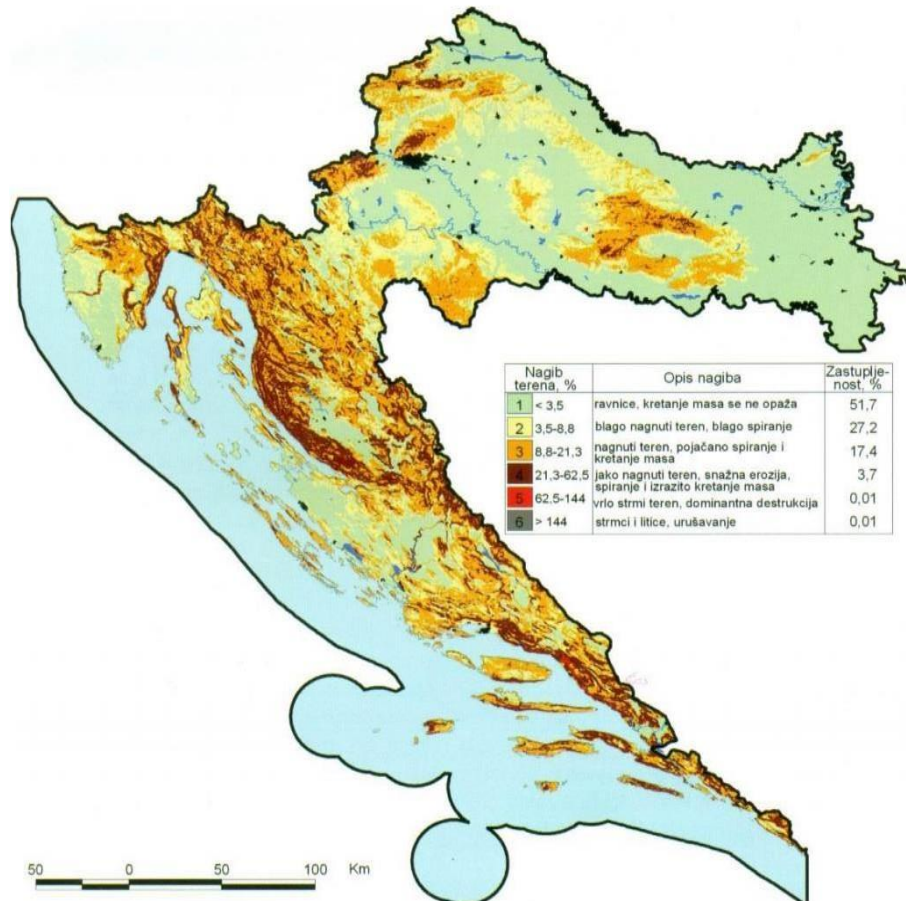 Nagib terena, %
Opis nagiba
Zastuplje-nost, %
1 < 3,5 ravnice, kretanje masa se ne opaža 51,7
2 3,5-8,8 blago nagnuti teren, blago spiranje 27,2
3 8,8-21,3 nagnuti teren, pojačano spiranje i kretanje masa 17,4
4 21,3-62,5 jako nagnuti teren, snažna erozija, spiranje i izrazito kretanje masa 3,7
5 62,5-144 vrlo strmi teren, dominantna destrukcija 0,01
6 > 144 strmci i litice, urušavanje 0,01
50 0 50 100 Km